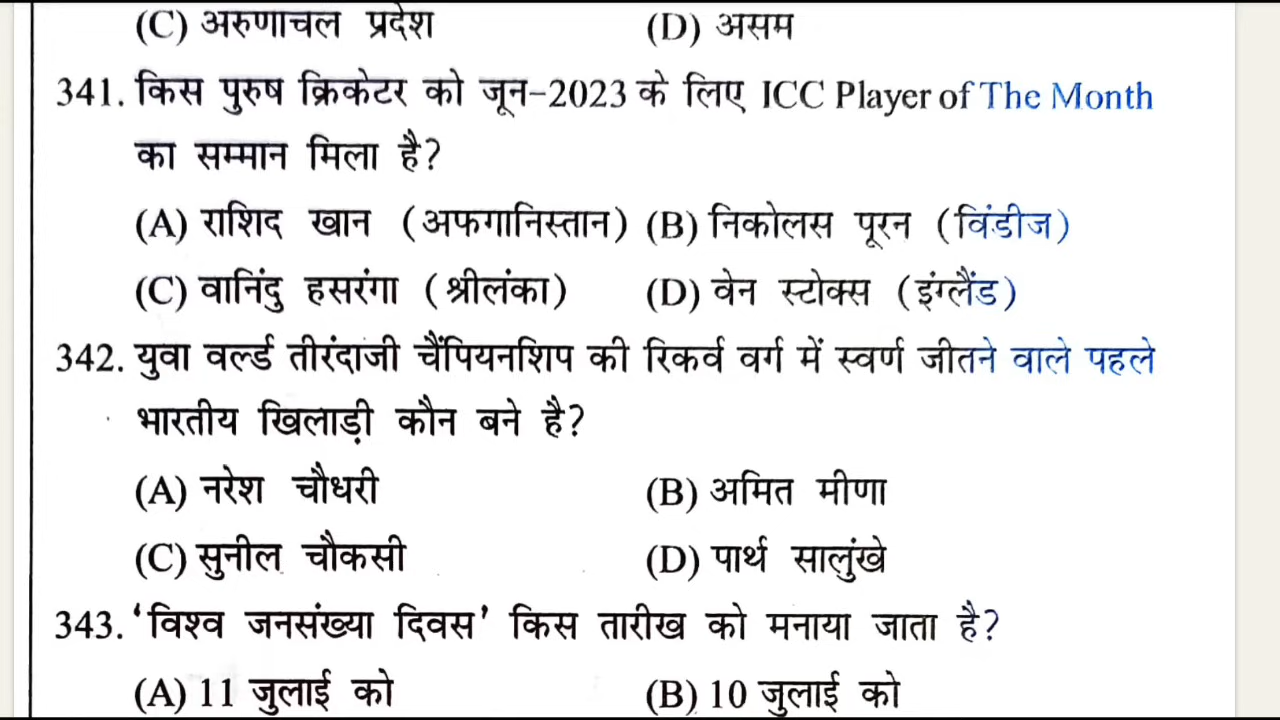 (C) अरुणाचल प्रदेश (D) असम
341. किस पुरुष क्रिकेटर को जून-2023 के लिए ICC Player of The Month
का सम्मान मिला है?
(A) राशिद खान (अफगानिस्तान) (B) निकोलस पूरन (विंडीज)
(C) वानिंदु हसरंगा (श्रीलंका) (D) वेन स्टोक्स (इंग्लैंड)
342. युवा वर्ल्ड तीरंदाजी चैंपियनशिप की रिकर्व वर्ग में स्वर्ण जीतने वाले पहले
भारतीय खिलाड़ी कौन बने है?
(A) नरेश चौधरी (B) अमित मीणा
(C) सुनील चौकसी (D) पार्थ सालुंखे
343. ‘विश्व जनसंख्या दिवस’ किस तारीख को मनाया जाता है?
(A) 11 जुलाई को (B) 10 जुलाई को